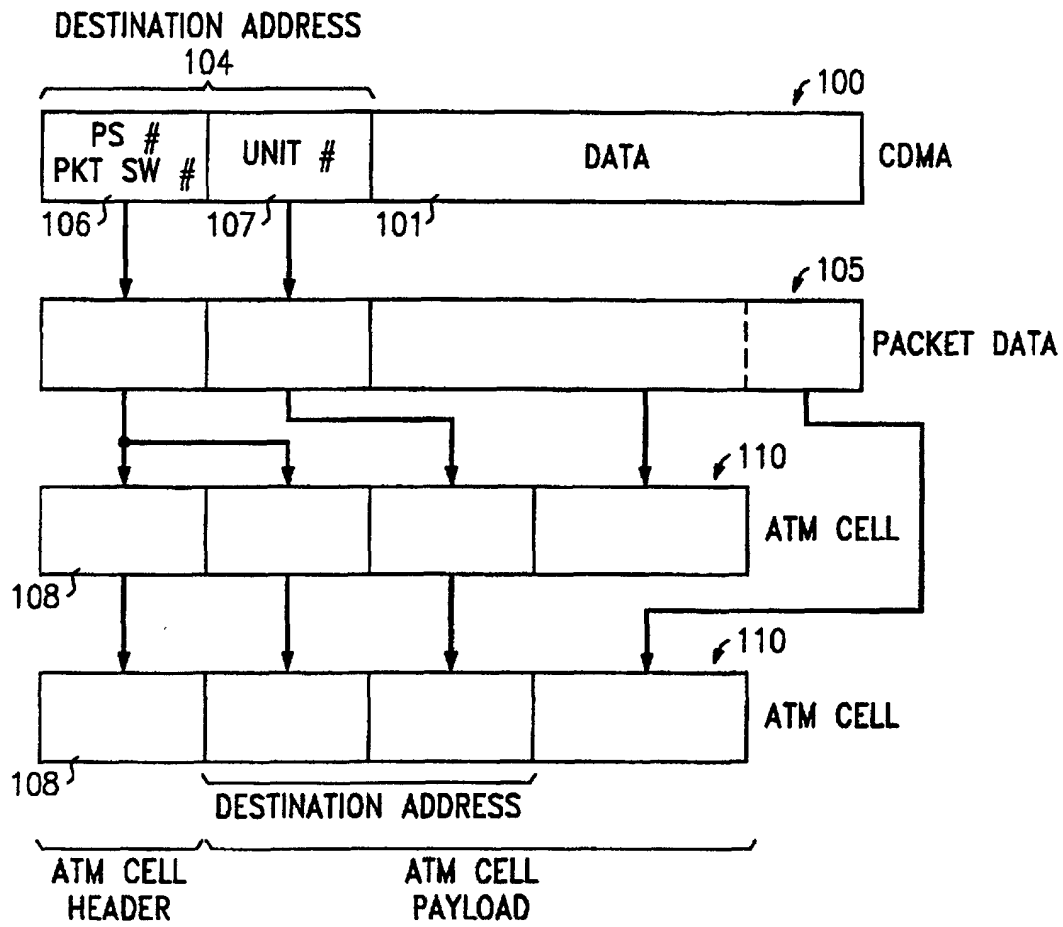 DESTINATION ADDRESS
104
100
PS #
PKT SW #
UNIT #
DATA
CDMA
106
107
101
105
PACKET DATA
110
ATM CELL
108
110
ATM CELL
108
DESTINATION ADDRESS
ATM CELL
HEADER
ATM CELL
PAYLOAD